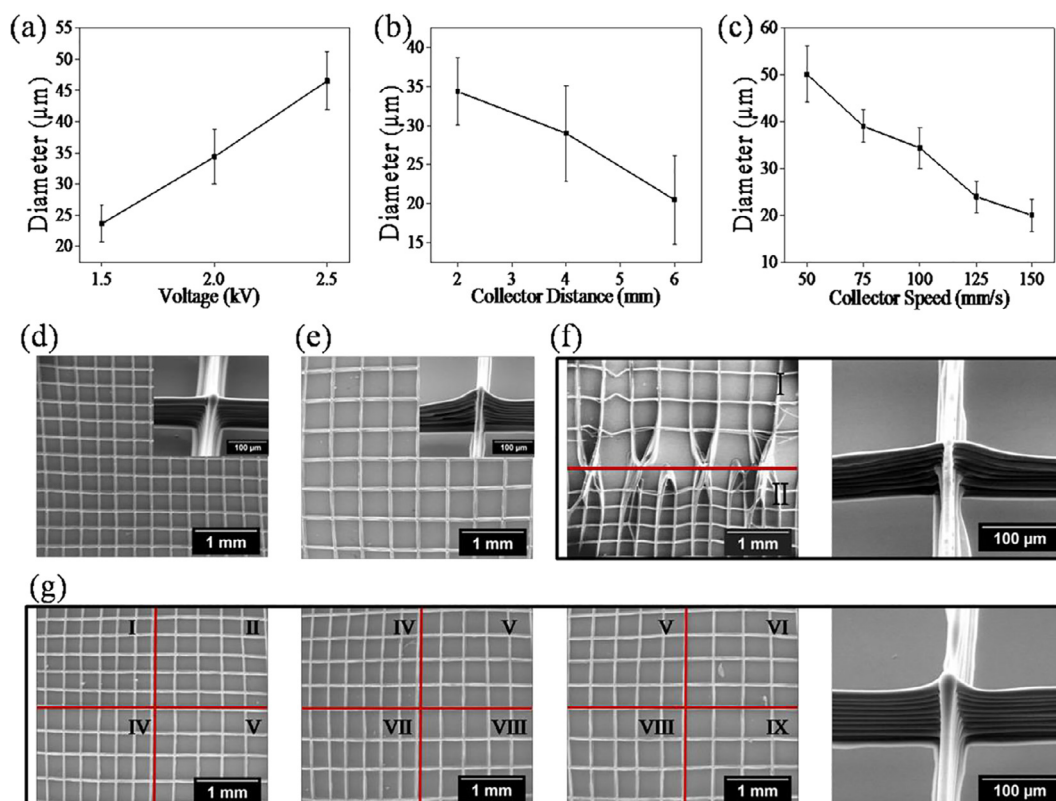 (a)
55
50
45
40
35
30
25
20
Diameter (μm)
1.5
2.0
2.5
Voltage (kV)
(b)
40
35
30
25
20
15
Diameter (μm)
2
3
4
5
6
Collector Distance (mm)
(c)
60
50
40
30
20
10
Diameter (μm)
50
75
100
125
150
Collector Speed (mm/s)
(d)
100 μm
1 mm
(e)
100 μm
1 mm
(f)
I
II
1 mm
100 μm
(g)
I
II
IV
V
1 mm
IV
V
VII
VIII
1 mm
V
VI
VIII
IX
1 mm
100 μm